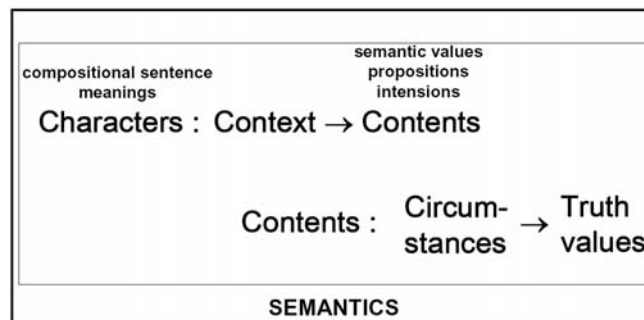 compositional sentence
meanings
semantic values
propositions
intensions
Characters : Context → Contents
Contents : Circum-
stances → Truth
values
SEMANTICS